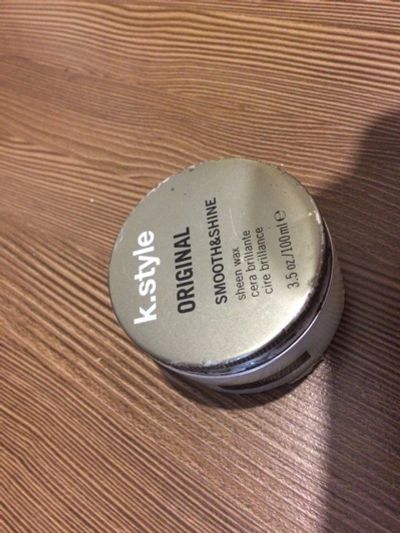 k.style
ORIGINAL
SMOOTH&SHINE
sheen wax
cera brillante
cire brillance
3.5 oz/100ml ℮